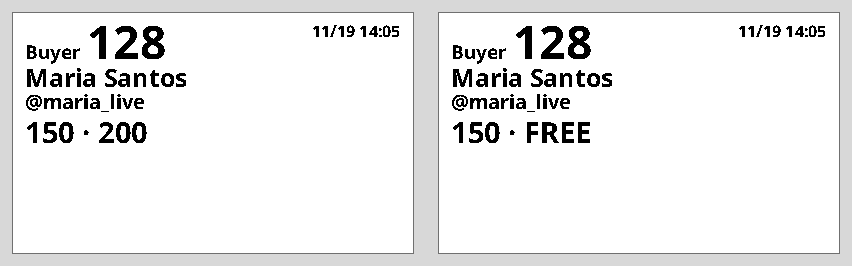 Buyer 128 11/19 14:05
Maria Santos
@maria_live
150 · 200
Buyer 128 11/19 14:05
Maria Santos
@maria_live
150 · FREE